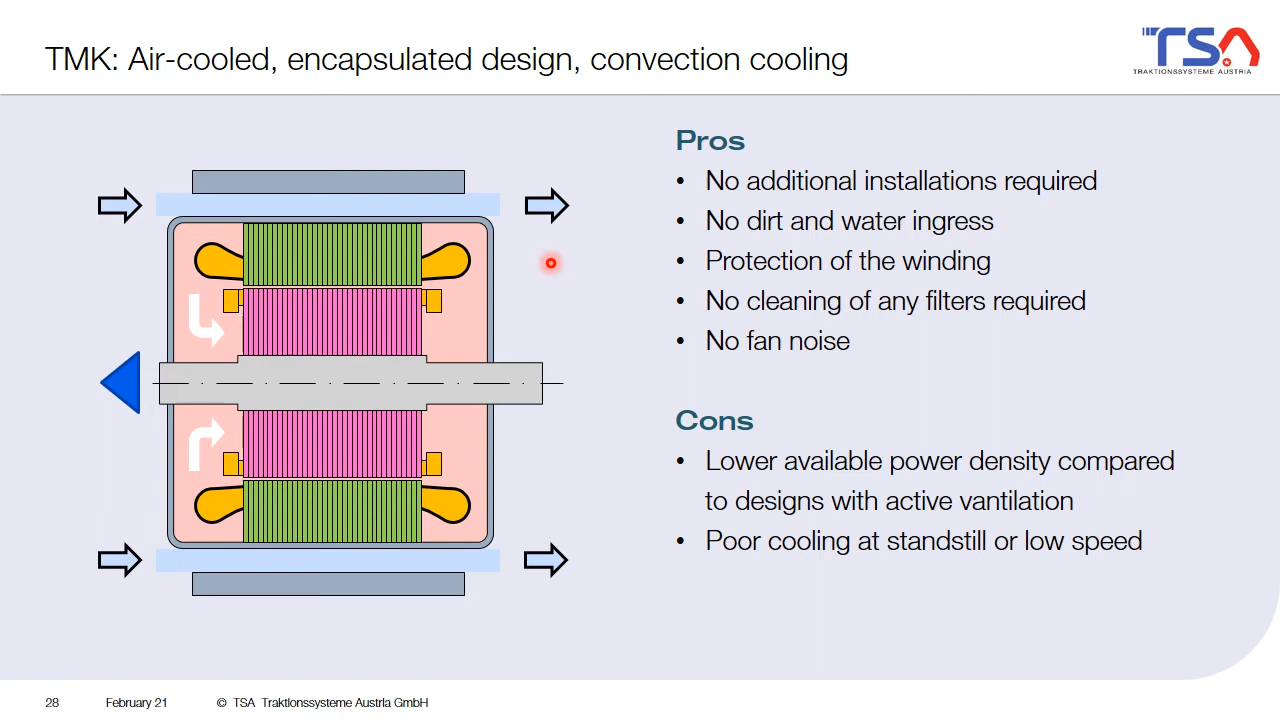 TMK: Air-cooled, encapsulated design, convection cooling
TSA
TRAKTIONSSYSTEME AUSTRIA
Pros
• No additional installations required
• No dirt and water ingress
• Protection of the winding
• No cleaning of any filters required
• No fan noise
Cons
• Lower available power density compared
to designs with active vantilation
• Poor cooling at standstill or low speed
28 February 21 © TSA Traktionssysteme Austria GmbH